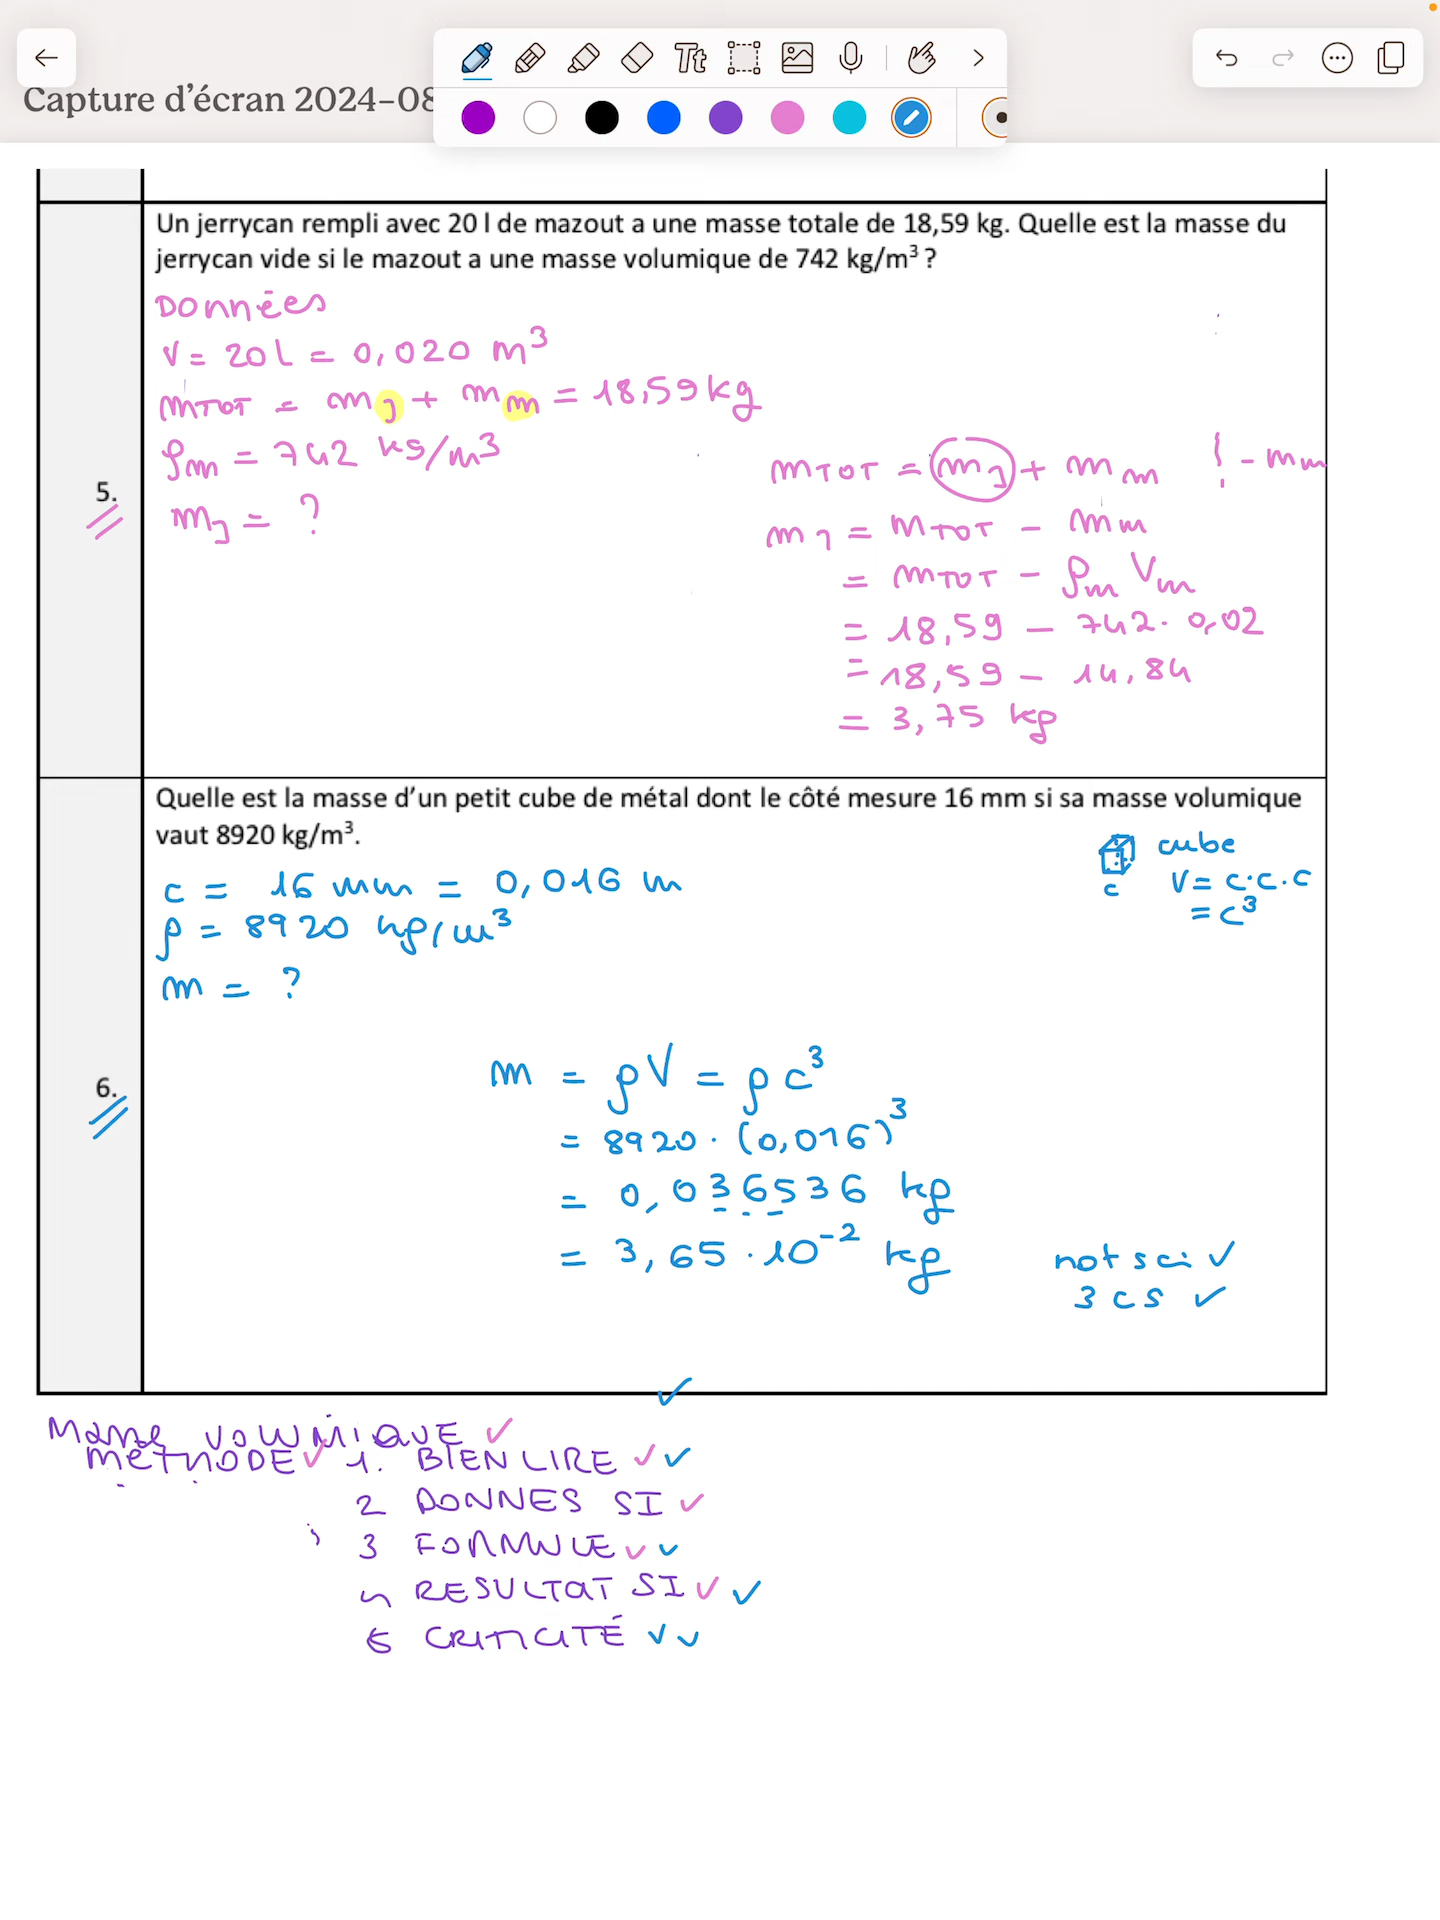 Capture d'écran 2024-08
Tt
Un jerrycan rempli avec 20 l de mazout a une masse totale de 18,59 kg. Quelle est la masse du
jerrycan vide si le mazout a une masse volumique de 742 kg/m³ ?
Données
V = 20 l = 0,020 m³
mTOT = mJ + mm = 18,59 kg
ρm = 742 kg/m³
mJ = ?
5.
mTOT = mJ + mm ! - mm
mJ = mTOT - mm
= mTOT - ρm Vm
= 18,59 - 742 . 0,02
= 18,59 - 14,84
= 3,75 kg
Quelle est la masse d'un petit cube de métal dont le côté mesure 16 mm si sa masse volumique
vaut 8920 kg/m³.
c = 16 mm = 0,016 m
ρ = 8920 kg/m³
m = ?
cube
c
V = c.c.c
= c³
6.
m = ρV = ρc³
= 8920 . (0,016)³
= 0,036536 kg
= 3,65 . 10⁻² kg
not sci ✓
3 cs ✓
✓
Masse VOLUMIQUE ✓
MÉTHODE ✓ 1. BIEN LIRE ✓ ✓
2 DONNES SI ✓
3 FORMULE ✓ ✓
4 RESULTAT SI ✓ ✓
5 CRITICITÉ ✓ ✓